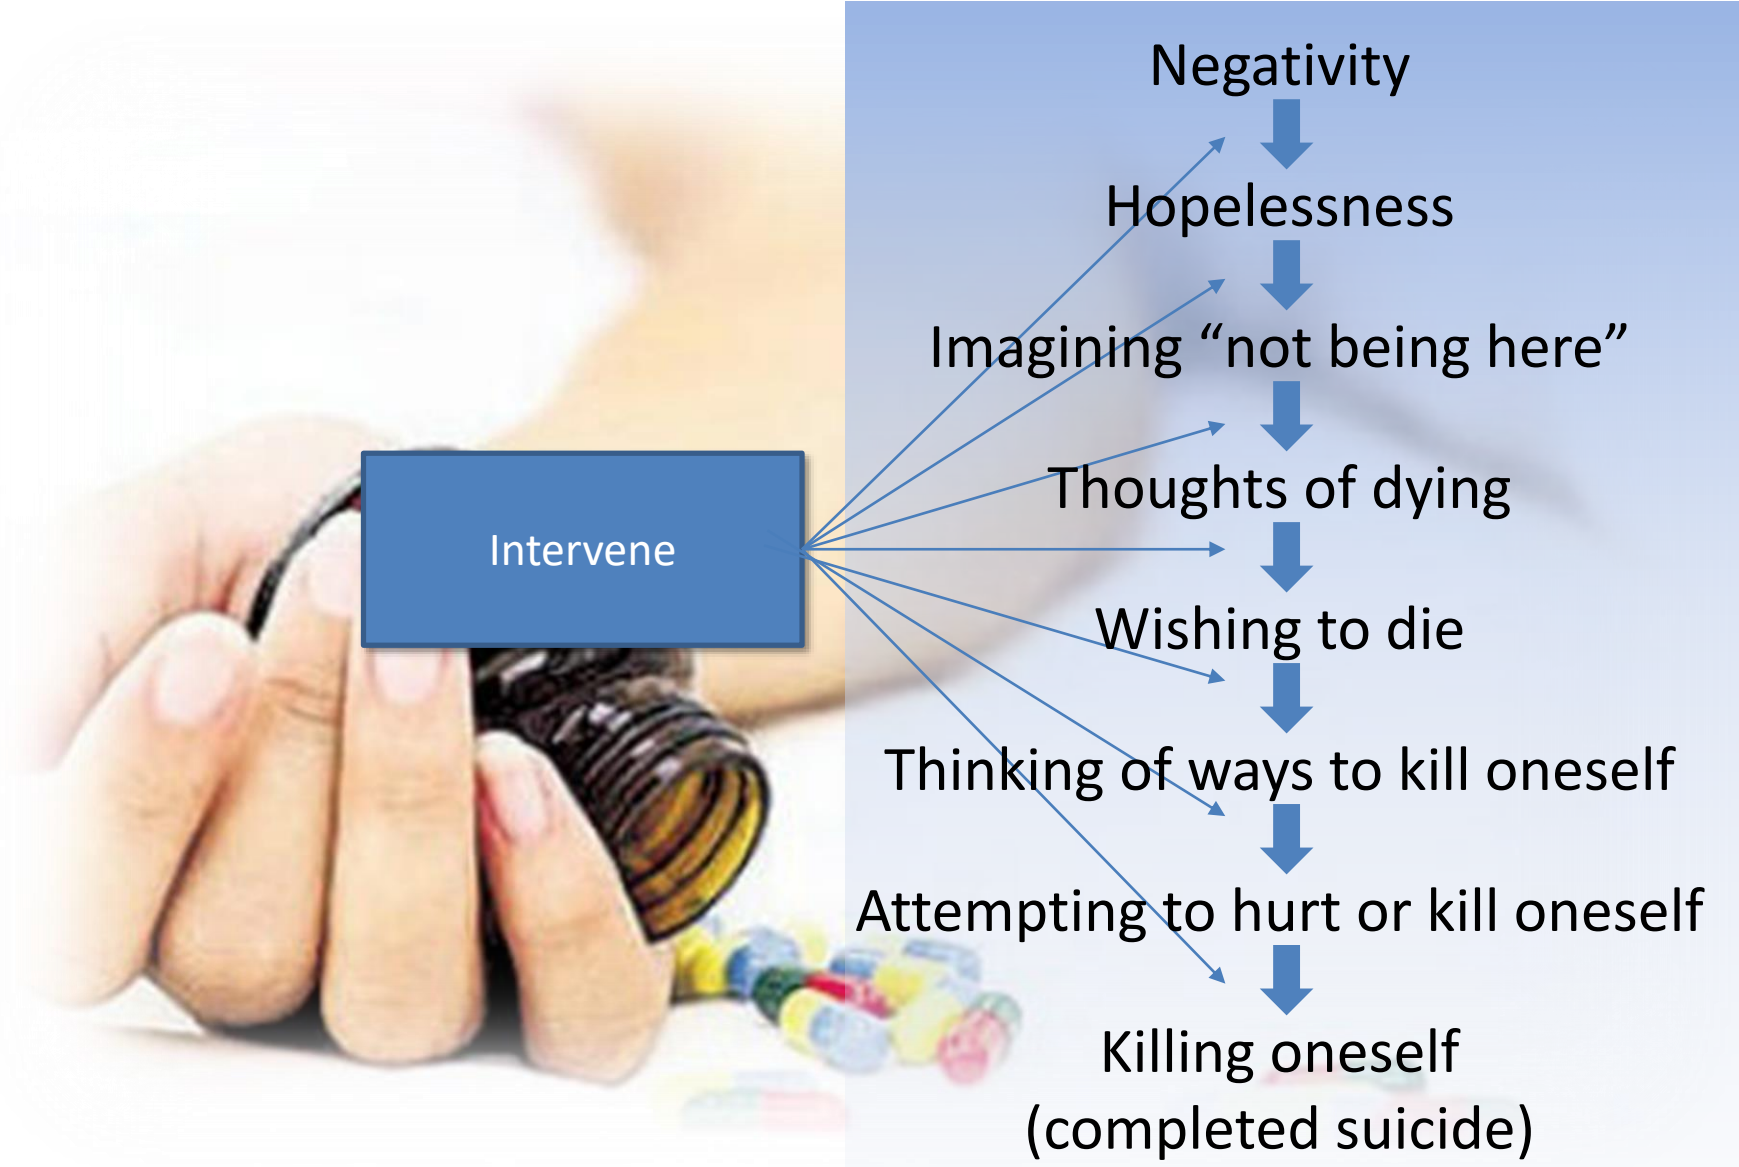 Negativity
Hopelessness
Imagining “not being here”
Thoughts of dying
Intervene
Wishing to die
Thinking of ways to kill oneself
Attempting to hurt or kill oneself
Killing oneself
(completed suicide)